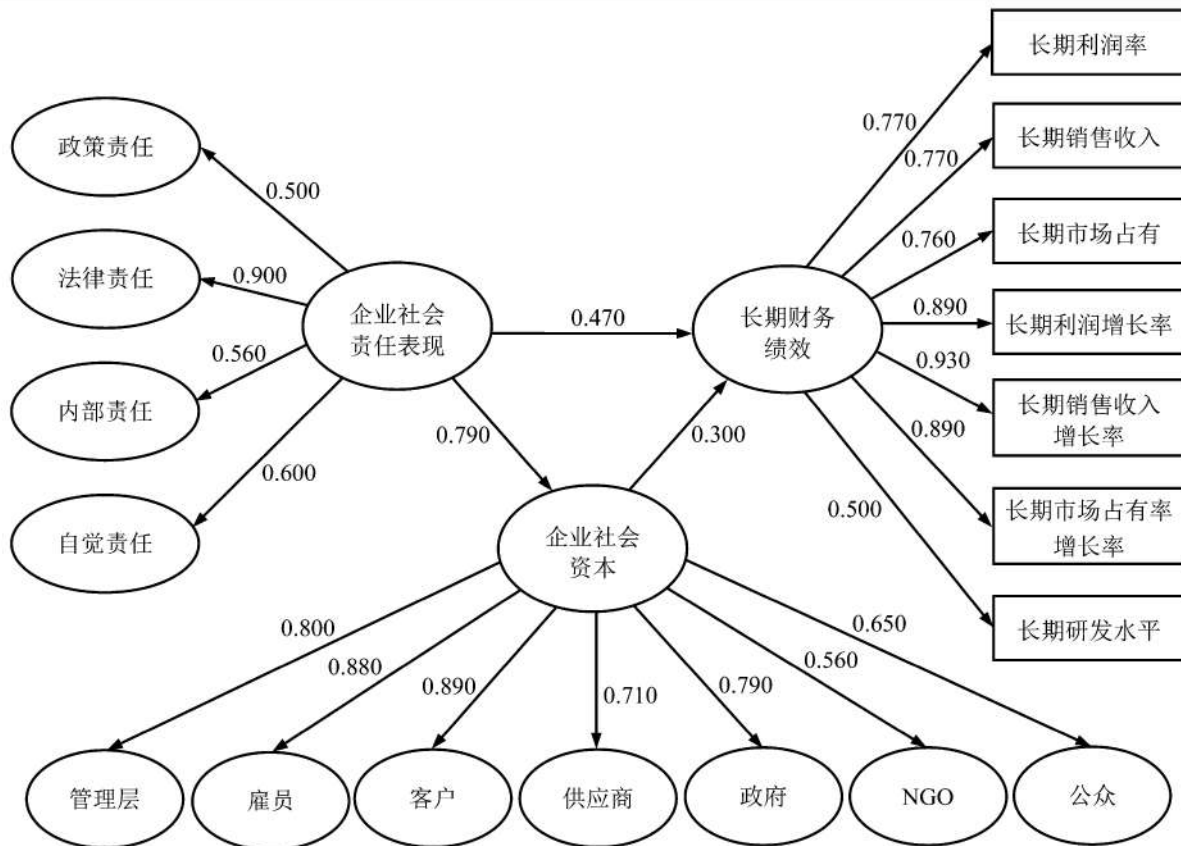 长期利润率
0.770
长期销售收入
0.770
政策责任
0.500
长期市场占有
0.760
法律责任
0.900
企业社会
责任表现
0.470
长期财务
绩效
0.890
长期利润增长率
0.560
0.930
内部责任
长期销售收入
增长率
0.790
0.300
0.890
0.600
自觉责任
企业社会
资本
0.500
长期市场占有率
增长率
0.800
0.880
0.890
0.710
0.790
0.560
0.650
长期研发水平
管理层
雇员
客户
供应商
政府
NGO
公众